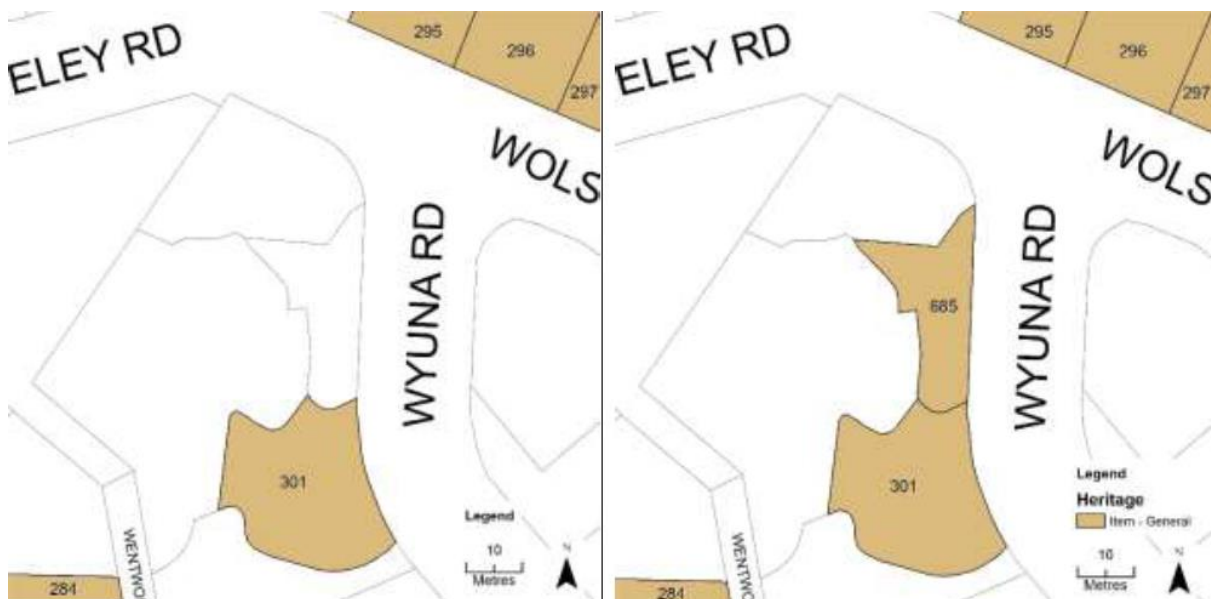 ELEY RD
295
296
297
WOLS
WYUNA RD
301
WENTWO
284
Legend
10
Metres
N
ELEY RD
295
296
297
WOLS
685
WYUNA RD
301
WENTWO
284
Legend
Heritage
Item - General
10
Metres
N